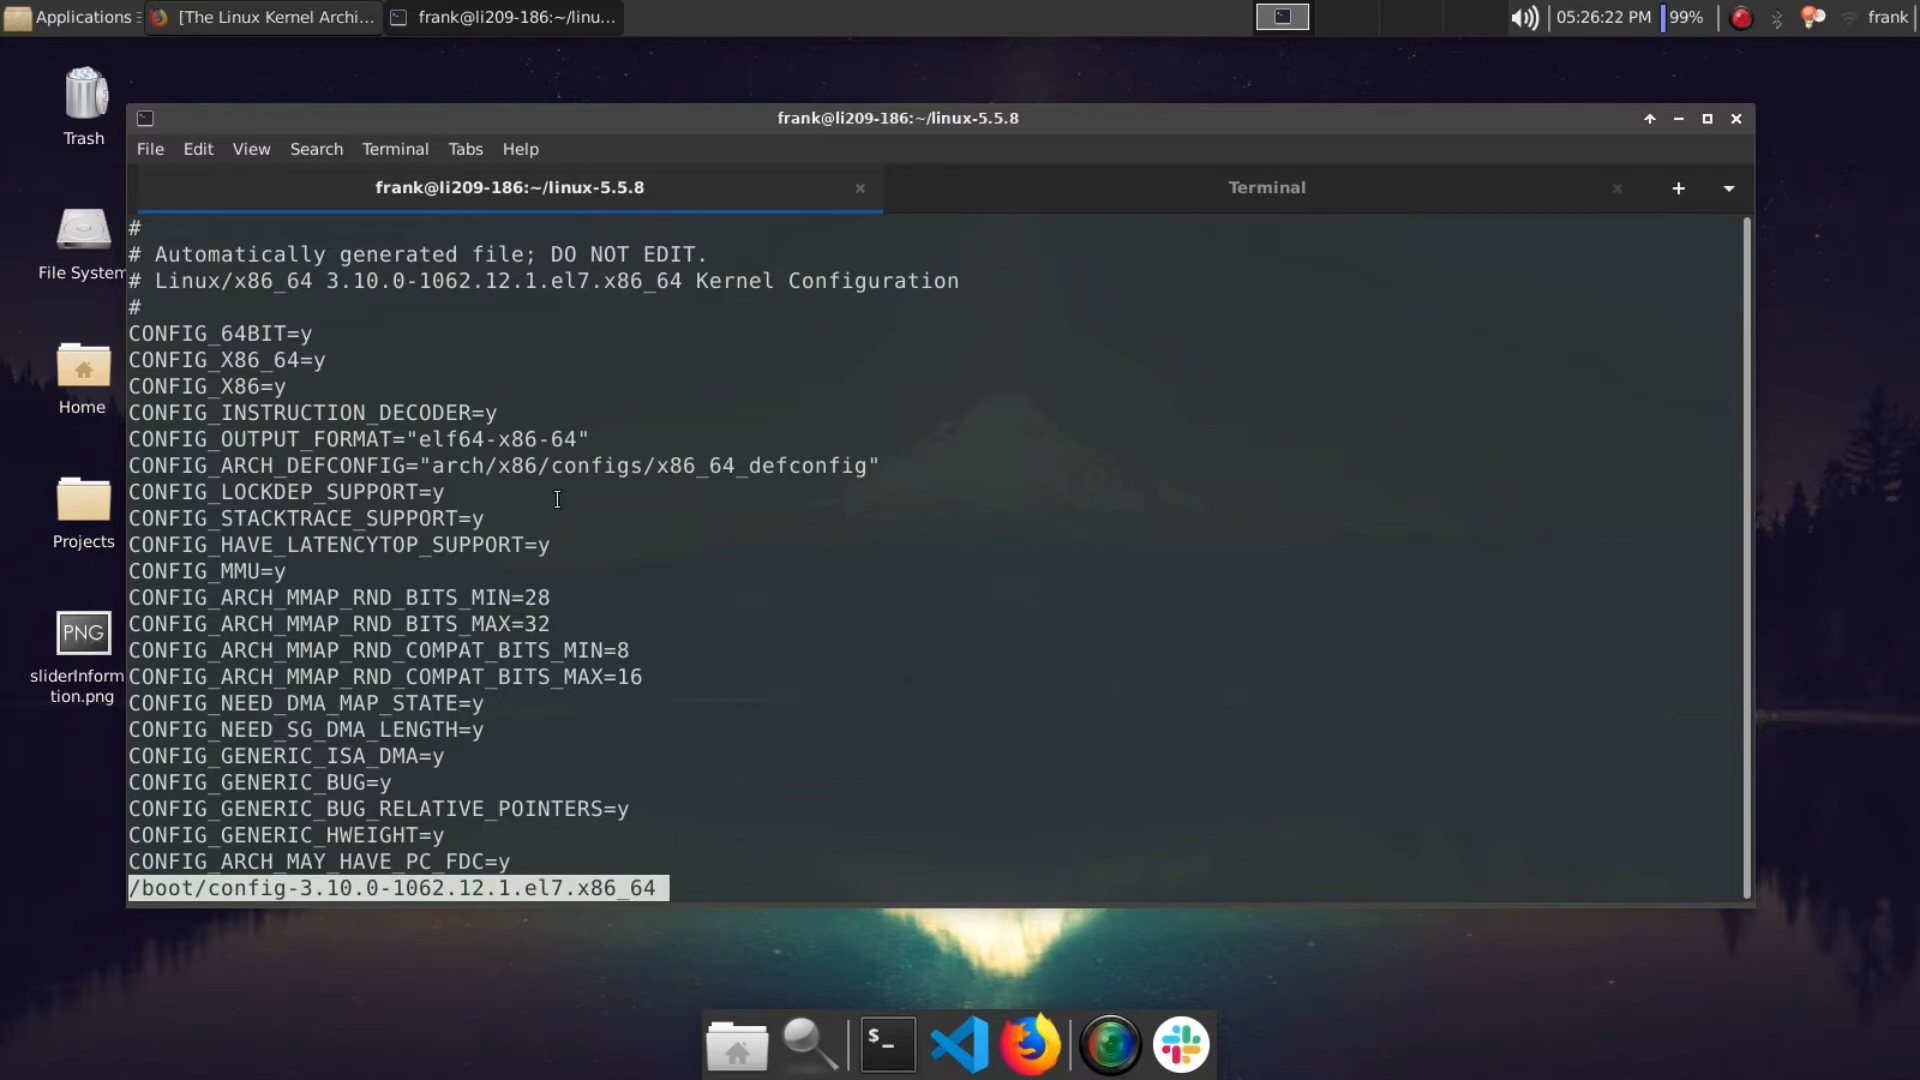 Applications
[The Linux Kernel Archi...
frank@li209-186:~/linu...
05:26:22 PM
99%
frank
Trash
File System
Home
Projects
PNG
sliderInform
tion.png
frank@li209-186:~/linux-5.5.8
File Edit View Search Terminal Tabs Help
frank@li209-186:~/linux-5.5.8
Terminal
#
# Automatically generated file; DO NOT EDIT.
# Linux/x86_64 3.10.0-1062.12.1.el7.x86_64 Kernel Configuration
#
CONFIG_64BIT=y
CONFIG_X86_64=y
CONFIG_X86=y
CONFIG_INSTRUCTION_DECODER=y
CONFIG_OUTPUT_FORMAT="elf64-x86-64"
CONFIG_ARCH_DEFCONFIG="arch/x86/configs/x86_64_defconfig"
CONFIG_LOCKDEP_SUPPORT=y
CONFIG_STACKTRACE_SUPPORT=y
CONFIG_HAVE_LATENCYTOP_SUPPORT=y
CONFIG_MMU=y
CONFIG_ARCH_MMAP_RND_BITS_MIN=28
CONFIG_ARCH_MMAP_RND_BITS_MAX=32
CONFIG_ARCH_MMAP_RND_COMPAT_BITS_MIN=8
CONFIG_ARCH_MMAP_RND_COMPAT_BITS_MAX=16
CONFIG_NEED_DMA_MAP_STATE=y
CONFIG_NEED_SG_DMA_LENGTH=y
CONFIG_GENERIC_ISA_DMA=y
CONFIG_GENERIC_BUG=y
CONFIG_GENERIC_BUG_RELATIVE_POINTERS=y
CONFIG_GENERIC_HWEIGHT=y
CONFIG_ARCH_MAY_HAVE_PC_FDC=y
/boot/config-3.10.0-1062.12.1.el7.x86_64
$_